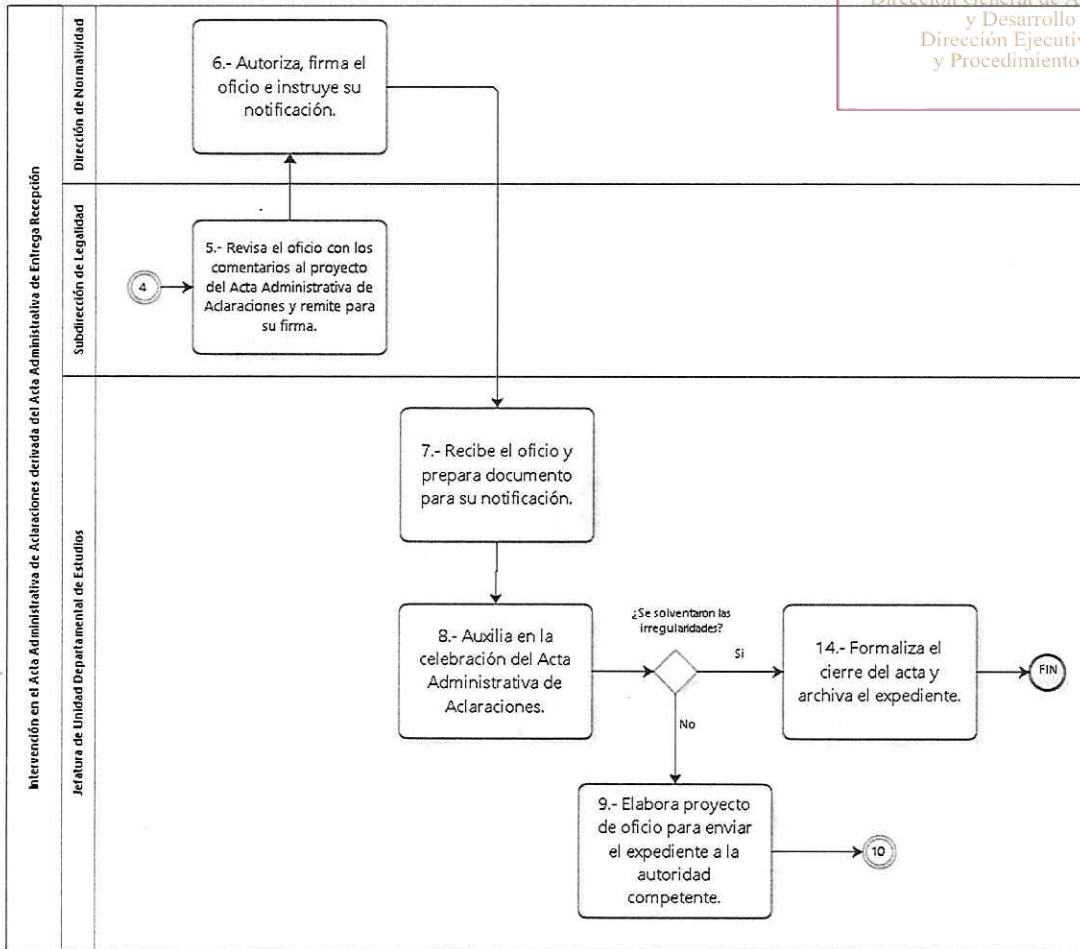 Dirección General de A
y Desarrollo
Dirección Ejecuti
y Procedimiento
Intervención en el Acta Administrativa de Aclaraciones derivada del Acta Administrativa de Entrega Recepción
Dirección de Normatividad
6.- Autoriza, firma el
oficio e instruye su
notificación.
Subdirección de Legalidad
4
5.- Revisa el oficio con los
comentarios al proyecto
del Acta Administrativa de
Aclaraciones y remite para
su firma.
Jefatura de Unidad Departamental de Estudios
7.- Recibe el oficio y
prepara documento
para su notificación.
8.- Auxilia en la
celebración del Acta
Administrativa de
Aclaraciones.
¿Se solventaron las
irregularidades?
Si
14.- Formaliza el
cierre del acta y
archiva el expediente.
FIN
No
9.- Elabora proyecto
de oficio para enviar
el expediente a la
autoridad
competente.
10